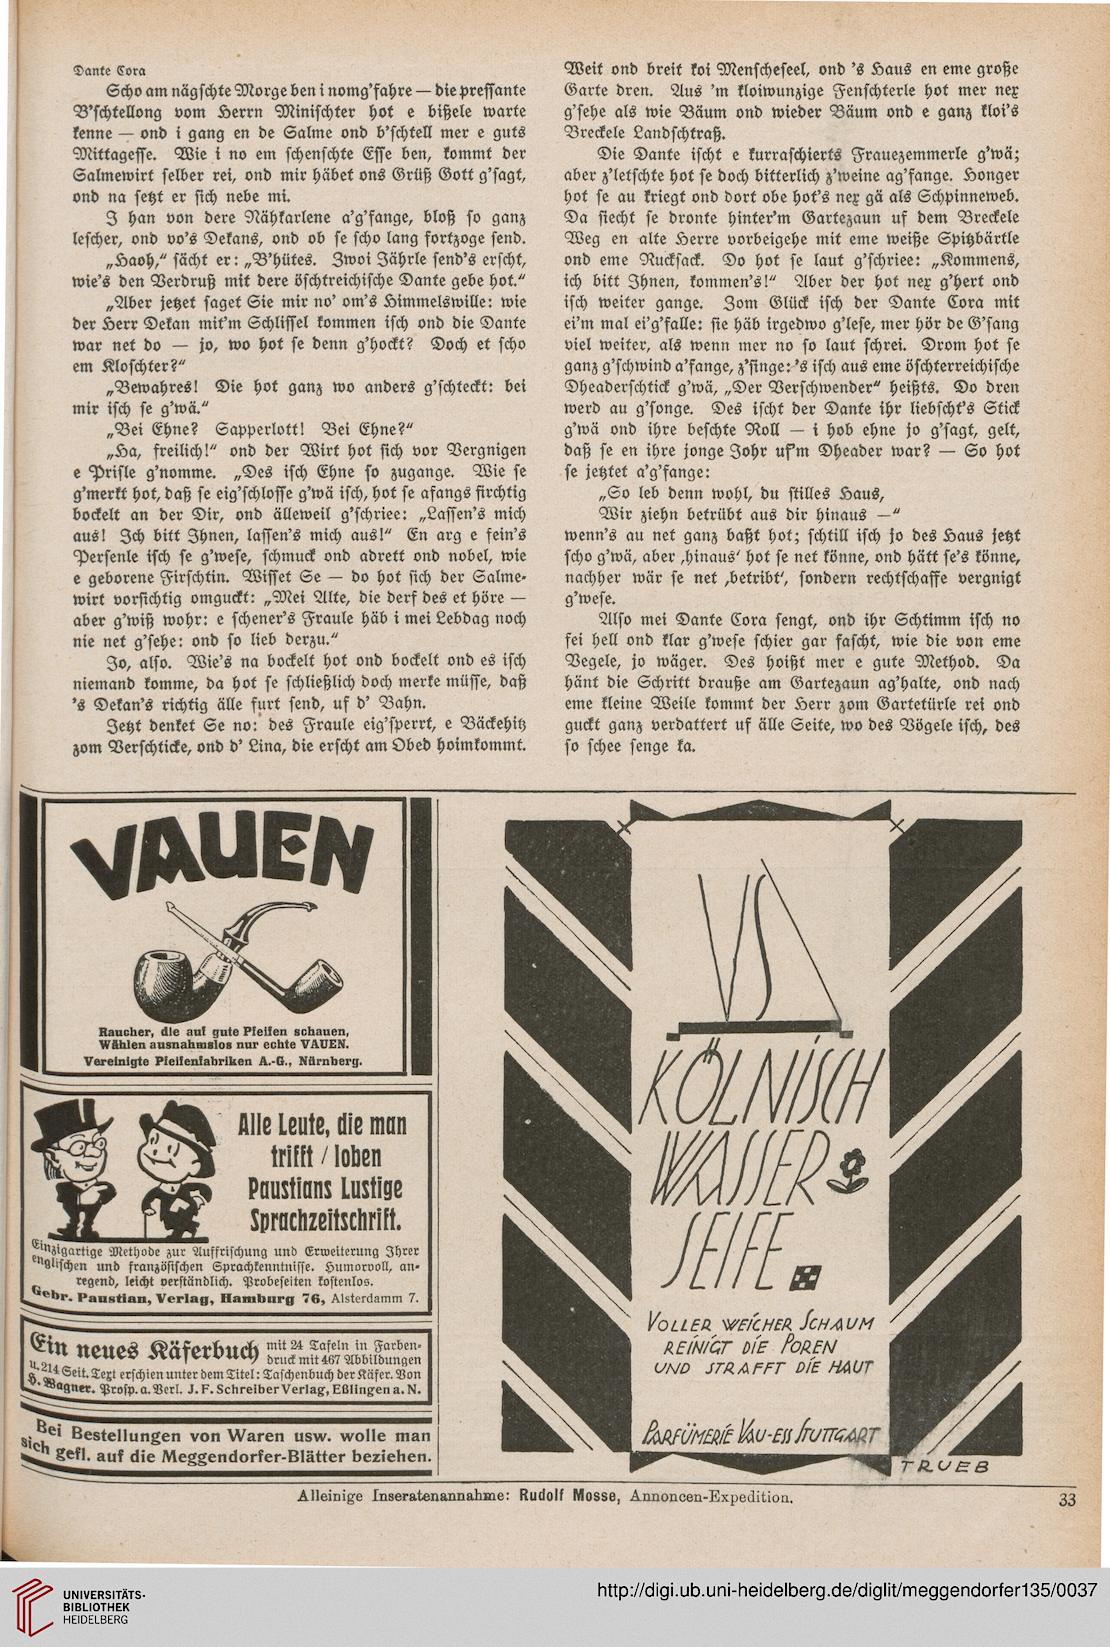 Dante Cora
Scho am nägschte Morge ben i nomg'fahre — die pressante
B'schtellong vom Herrn Minischter hot e bißele warte
kenne — ond i gang en de Salme ond b'schtell mer e guts
Mittagesse. Wie i no em schenschte Esse ben, kommt der
Salmewirt selber rei, ond mir häbet ons Grüß Gott g'sagt,
ond na setzt er sich nebe mi.
I han von dere Nähkarlene a'g'fange, bloß so ganz
lescher, ond vo's Dekans, ond ob se scho lang fortzoge send.
„Haoh,“ sächt er: „B'hütes. Zwoi Jährle send's erscht,
wie's den Verdruß mit dere öschtreichische Dante gebe hot.“
„Aber jetzet saget Sie mir no' om's Himmelswille: wie
der Herr Dekan mit'm Schlissel kommen isch ond die Dante
war net do — jo, wo hot se denn g'hockt? Doch et scho
em Kloschter?“
„Bewahres! Die hot ganz wo anders g'schteckt: bei
mir isch se g'wä.“
„Bei Ehne? Sapperlott! Bei Ehne?“
„Ha, freilich!“ ond der Wirt hot sich vor Vergnigen
e Prisle g'nomme. „Des isch Ehne so zugange. Wie se
g'merkt hot, daß se eig'schlosse g'wä isch, hot se afangs firchtig
bockelt an der Dir, ond älleweil g'schriee: „Lassen's mich
aus! Ich bitt Ihnen, lassen's mich aus!“ En arg e fein's
Persenle isch se g'wese, schmuck ond adrett ond nobel, wie
e geborene Firschtin. Wisset Se — do hot sich der Salme-
wirt vorsichtig omguckt: „Mei Alte, die derf des et höre —
aber g'wiß wohr: e schener's Fraule häb i mei Lebdag noch
nie net g'sehe: ond so lieb derzu.“
Jo, also. Wie's na bockelt hot ond bockelt ond es isch
niemand komme, da hot se schließlich doch merke müsse, daß
's Dekan's richtig älle furt send, uf d' Bahn.
Jetzt denket Se no: des Fraule eig'sperrt, e Bäckehitz
zom Verschticke, ond d' Lina, die erscht am Obed hoimkommt.
Weit ond breit koi Menscheseel, ond 's Haus en eme große
Garte dren. Aus 'm kloiwunzige Fenschterle hot mer nex
g'sehe als wie Bäum ond wieder Bäum ond e ganz kloi's
Breckele Landschtraß.
Die Dante ischt e kurraschierts Frauezemmerle g'wä;
aber z'letschte hot se doch bitterlich z'weine ag'fange. Honger
hot se au kriegt ond dort obe hot's nex gä als Schpinneweb.
Da siecht se dronte hinter'm Gartezaun uf dem Breckele
Weg en alte Herre vorbeigehe mit eme weiße Spitzbärtle
ond eme Rucksack. Do hot se laut g'schriee: „Kommens,
ich bitt Ihnen, kommen's!“ Aber der hot nex g'hert ond
isch weiter gange. Zom Glück isch der Dante Cora mit
ei'm mal ei'g'falle: sie häb irgedwo g'lese, mer hör de G'sang
viel weiter, als wenn mer no so laut schrei. Drom hot se
ganz g'schwind a'fange, z'singe: 's isch aus eme öschterreichische
Dheaderschtick g'wä, „Der Verschwender“ heißts. Do dren
werd au g'songe. Des ischt der Dante ihr liebscht's Stick
g'wä ond ihre beschte Roll — i hob ehne jo g'sagt, gelt,
daß se en ihre jonge Johr uf'm Dheader war? — So hot
se jetztet a'g'fange:
„So leb denn wohl, du stilles Haus,
Wir ziehn betrübt aus dir hinaus —“
wenn's au net ganz baßt hot; schtill isch jo des Haus jetzt
scho g'wä, aber ‚hinaus' hot se net könne, ond hätt se's könne,
nachher wär se net ‚betribt', sondern rechtschaffe vergnigt
g'wese.
Also mei Dante Cora sengt, ond ihr Schtimm isch no
fei hell ond klar g'wese schier gar fascht, wie die von eme
Vegele, jo wäger. Des hoißt mer e gute Method. Da
hänt die Schritt drauße am Gartezaun ag'halte, ond nach
eme kleine Weile kommt der Herr zom Gartetürle rei ond
guckt ganz verdattert uf älle Seite, wo des Vögele isch, des
so schee senge ka.
VAUEN
Raucher, die auf gute Pfeifen schauen,
Wählen ausnahmslos nur echte VAUEN.
Vereinigte Pfeifenfabriken A.-G., Nürnberg.
Alle Leute, die man
trifft / loben
Paustians Lustige
Sprachzeitschrift.
Einzigartige Methode zur Auffrischung und Erweiterung Ihrer
englischen und französischen Sprachkenntnisse. Humorvoll, an-
regend, leicht verständlich. Probeseiten kostenlos.
Gebr. Paustian, Verlag, Hamburg 76, Alsterdamm 7.
Ein neues Käferbuch mit 24 Tafeln in Farben-
druck mit 467 Abbildungen
u. 214 Seit. Text erschien unter dem Titel: Taschenbuch der Käfer. Von
H. Wagner. Prosp. a. Verl. J. F. Schreiber Verlag, Eßlingen a. N.
Bei Bestellungen von Waren usw. wolle man
sich gefl. auf die Meggendorfer-Blätter beziehen.
VS
KÖLNISCH
WASSER
SEIFE
VOLLER WEICHER SCHAUM
REINIGT DIE POREN
UND STRAFFT DIE HAUT
PARFÜMERIE VAU-ESS STUTTGART
TRUEB
Alleinige Inseratenannahme: Rudolf Mosse, Annoncen-Expedition.
33
UNIVERSITÄTS-
BIBLIOTHEK
HEIDELBERG
http://digi.ub.uni-heidelberg.de/diglit/meggendorfer135/0037